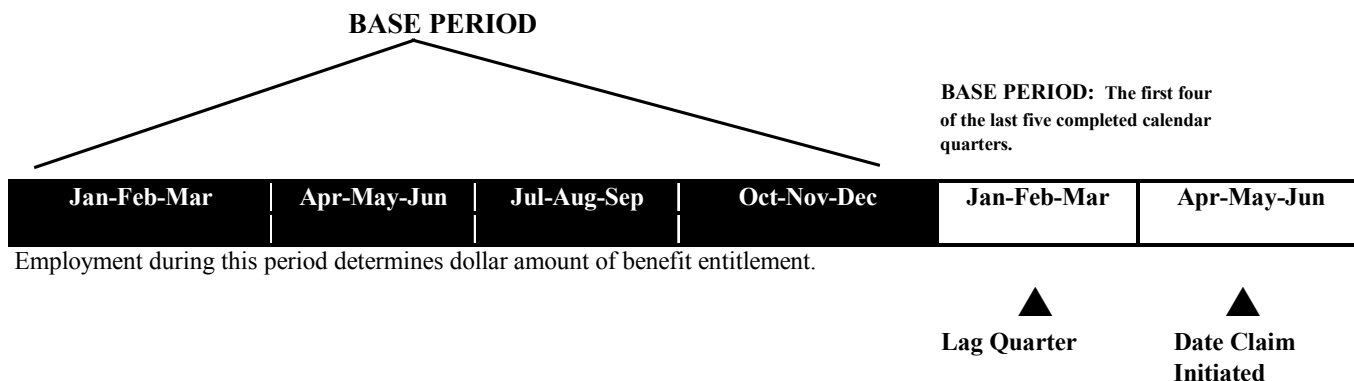 BASE PERIOD
BASE PERIOD: The first four
of the last five completed calendar
quarters.
Jan-Feb-Mar Apr-May-Jun Jul-Aug-Sep Oct-Nov-Dec Jan-Feb-Mar Apr-May-Jun
Employment during this period determines dollar amount of benefit entitlement.
Lag Quarter
Date Claim
Initiated